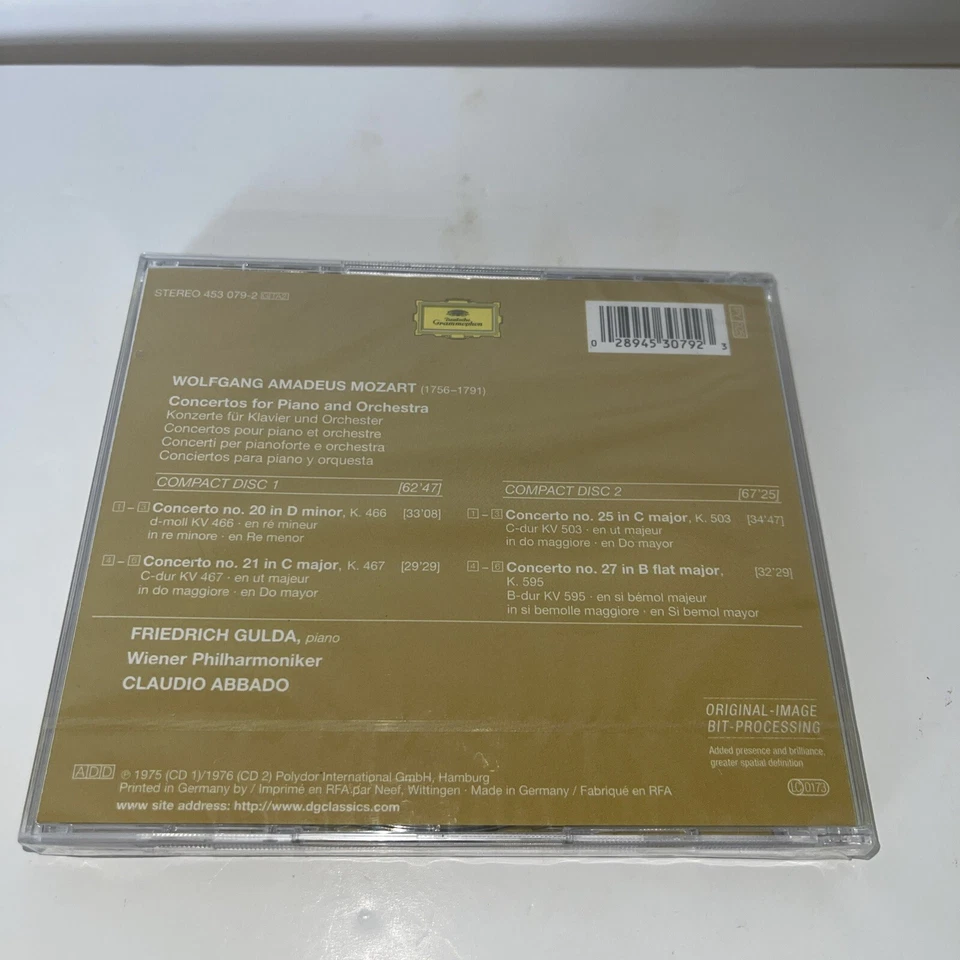 STEREO 453 079-2
Deutsche
Grammophon
0 28945 30792 3
WOLFGANG AMADEUS MOZART (1756–1791)
Concertos for Piano and Orchestra
Konzerte für Klavier und Orchester
Concertos pour piano et orchestre
Concerti per pianoforte e orchestra
Conciertos para piano y orquesta
COMPACT DISC 1 [62'47]
1 – 3 Concerto no. 20 in D minor, K. 466 [33'08]
d-moll KV 466 · en ré mineur
in re minore · en Re menor
4 – 6 Concerto no. 21 in C major, K. 467 [29'29]
C-dur KV 467 · en ut majeur
in do maggiore · en Do mayor
COMPACT DISC 2 [67'25]
1 – 3 Concerto no. 25 in C major, K. 503 [34'47]
C-dur KV 503 · en ut majeur
in do maggiore · en Do mayor
4 – 6 Concerto no. 27 in B flat major, [32'29]
K. 595
B-dur KV 595 · en si bémol majeur
in si bemolle maggiore · en Si bemol mayor
FRIEDRICH GULDA, piano
Wiener Philharmoniker
CLAUDIO ABBADO
ORIGINAL-IMAGE
BIT-PROCESSING
Added presence and brilliance,
greater spatial definition
ADD ℗ 1975 (CD 1)/1976 (CD 2) Polydor International GmbH, Hamburg
Printed in Germany by / Imprimé en RFA par Neef, Wittingen · Made in Germany / Fabriqué en RFA
www site address: http://www.dgclassics.com
LC 0173